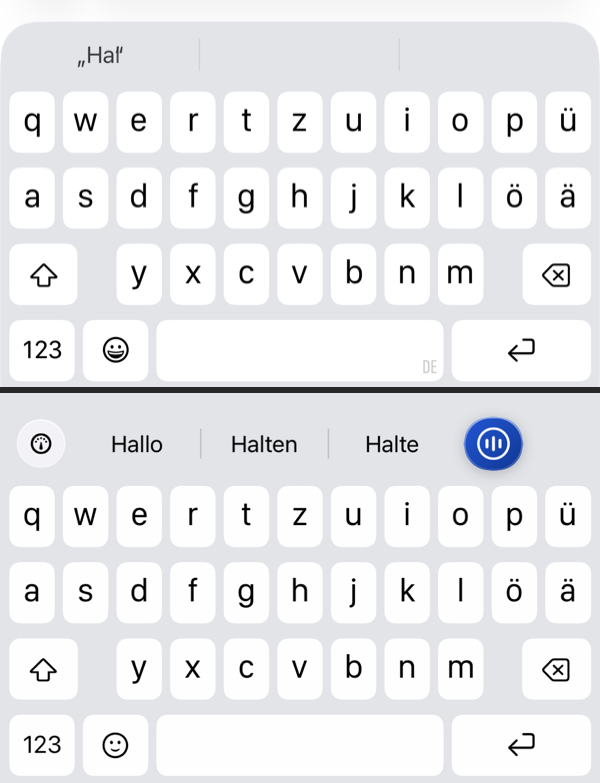 „Hal“
q w e r t z u i o p ü
a s d f g h j k l ö ä
y x c v b n m
123
DE
Hallo Halten Halte
q w e r t z u i o p ü
a s d f g h j k l ö ä
y x c v b n m
123